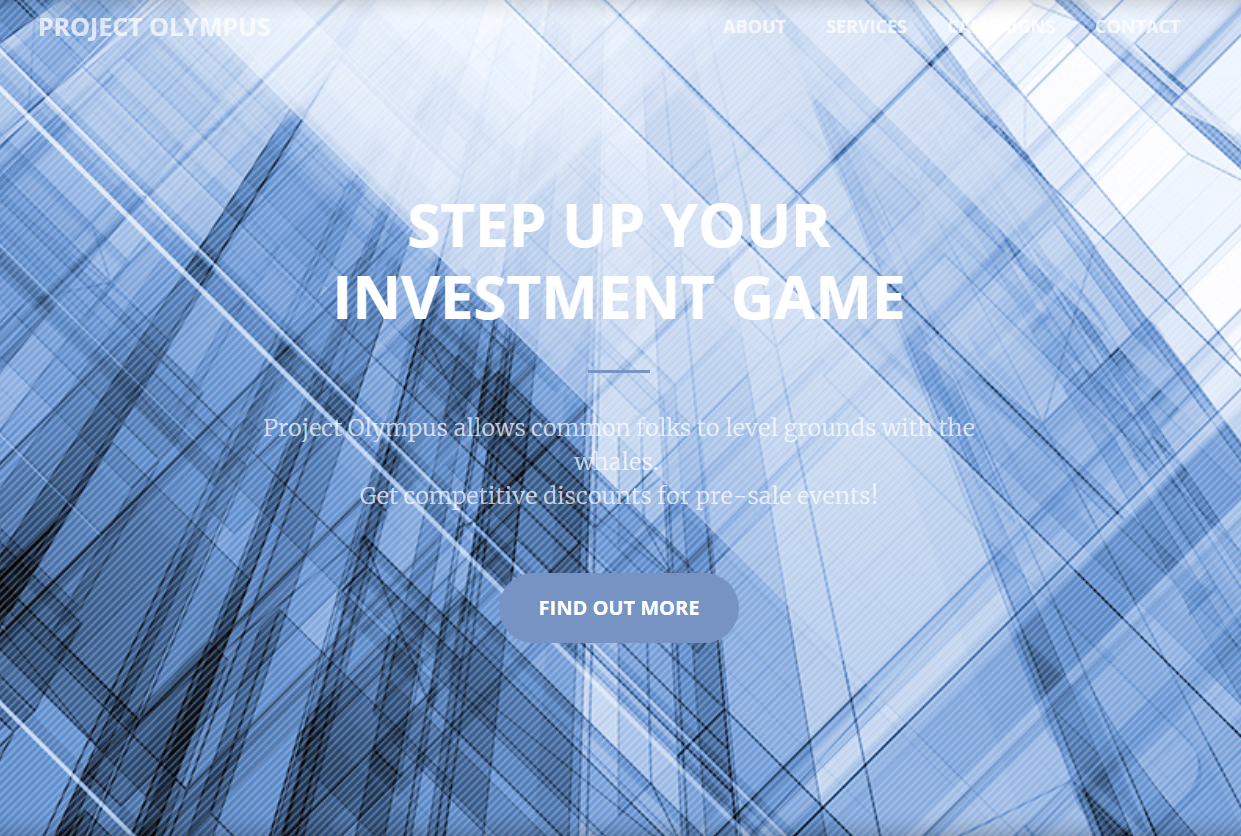 PROJECT OLYMPUS
ABOUT SERVICES CAMPAIGNS CONTACT
STEP UP YOUR
INVESTMENT GAME
Project Olympus allows common folks to level grounds with the
whales.
Get competitive discounts for pre-sale events!
FIND OUT MORE